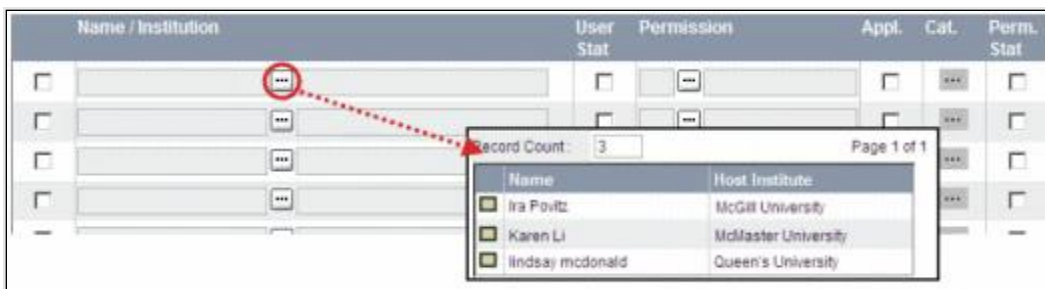 Name / Institution User Stat Permission Appl. Cat. Perm. Stat
Record Count: 3 Page 1 of 1
Name Host Institute
Ira Povitz McGill University
Karen Li McMaster University
lindsay mcdonald Queen's University